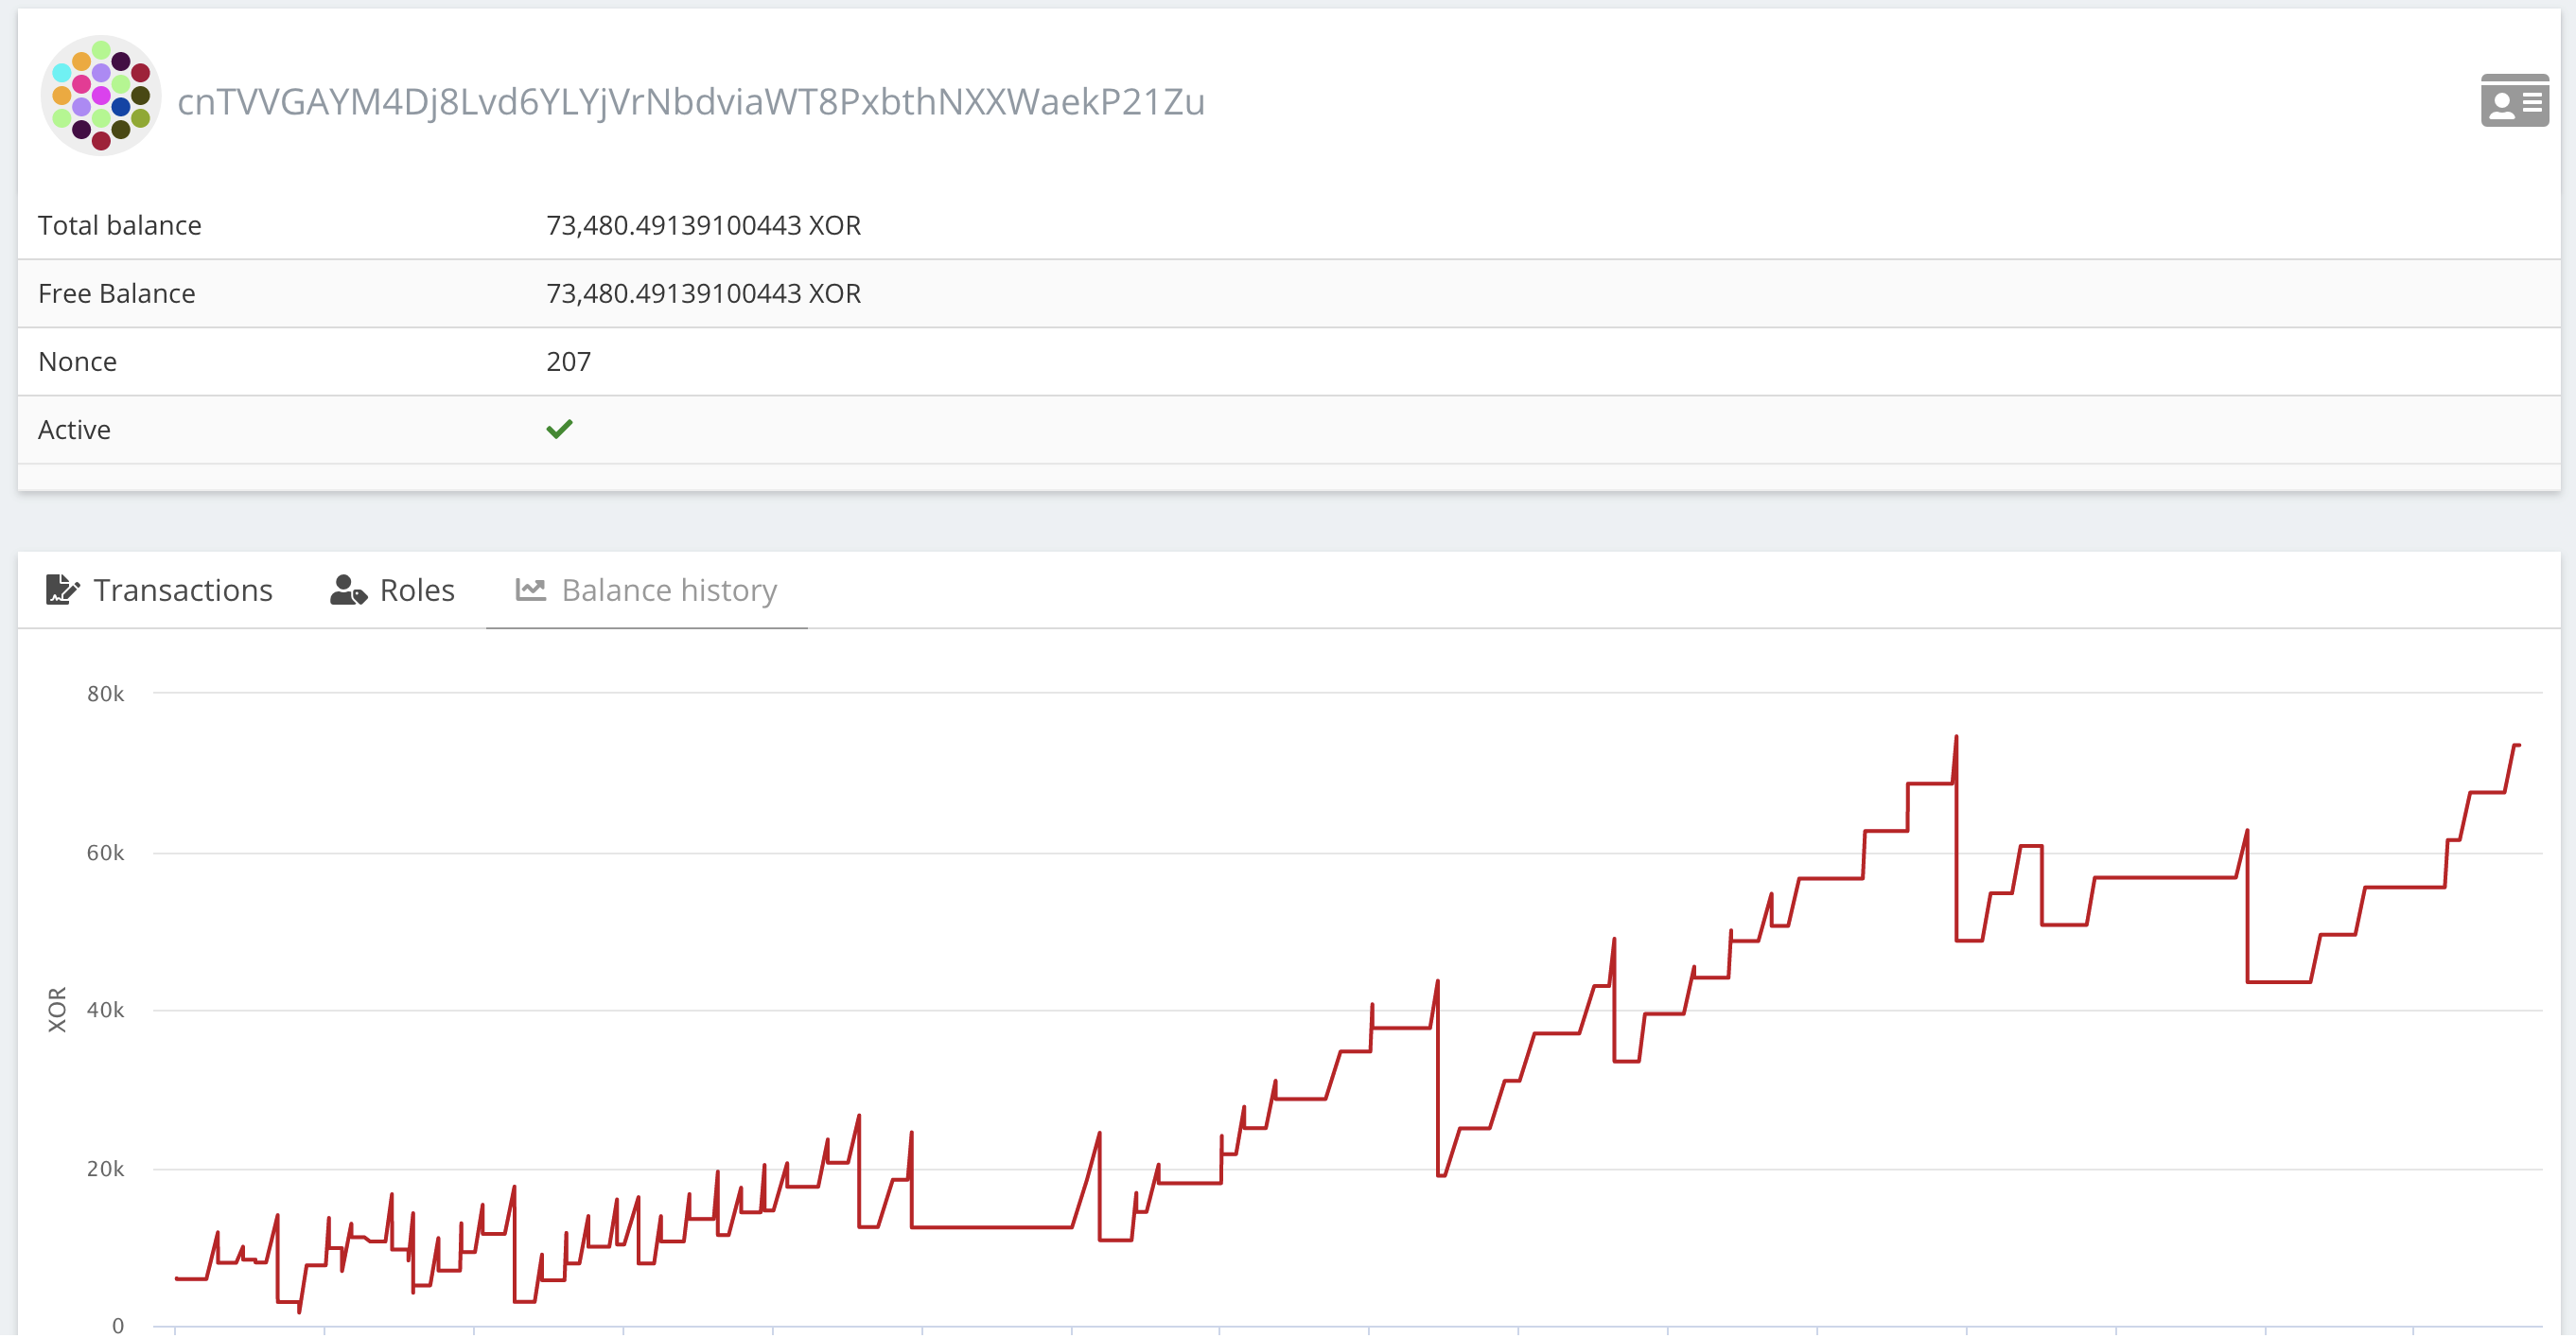 cnTVVGAYM4Dj8Lvd6YLYjVrNbdviaWT8PxbthNXXWaekP21Zu
Total balance 73,480.49139100443 XOR
Free Balance 73,480.49139100443 XOR
Nonce 207
Active
Transactions Roles Balance history
80k
60k
XOR
40k
20k
0